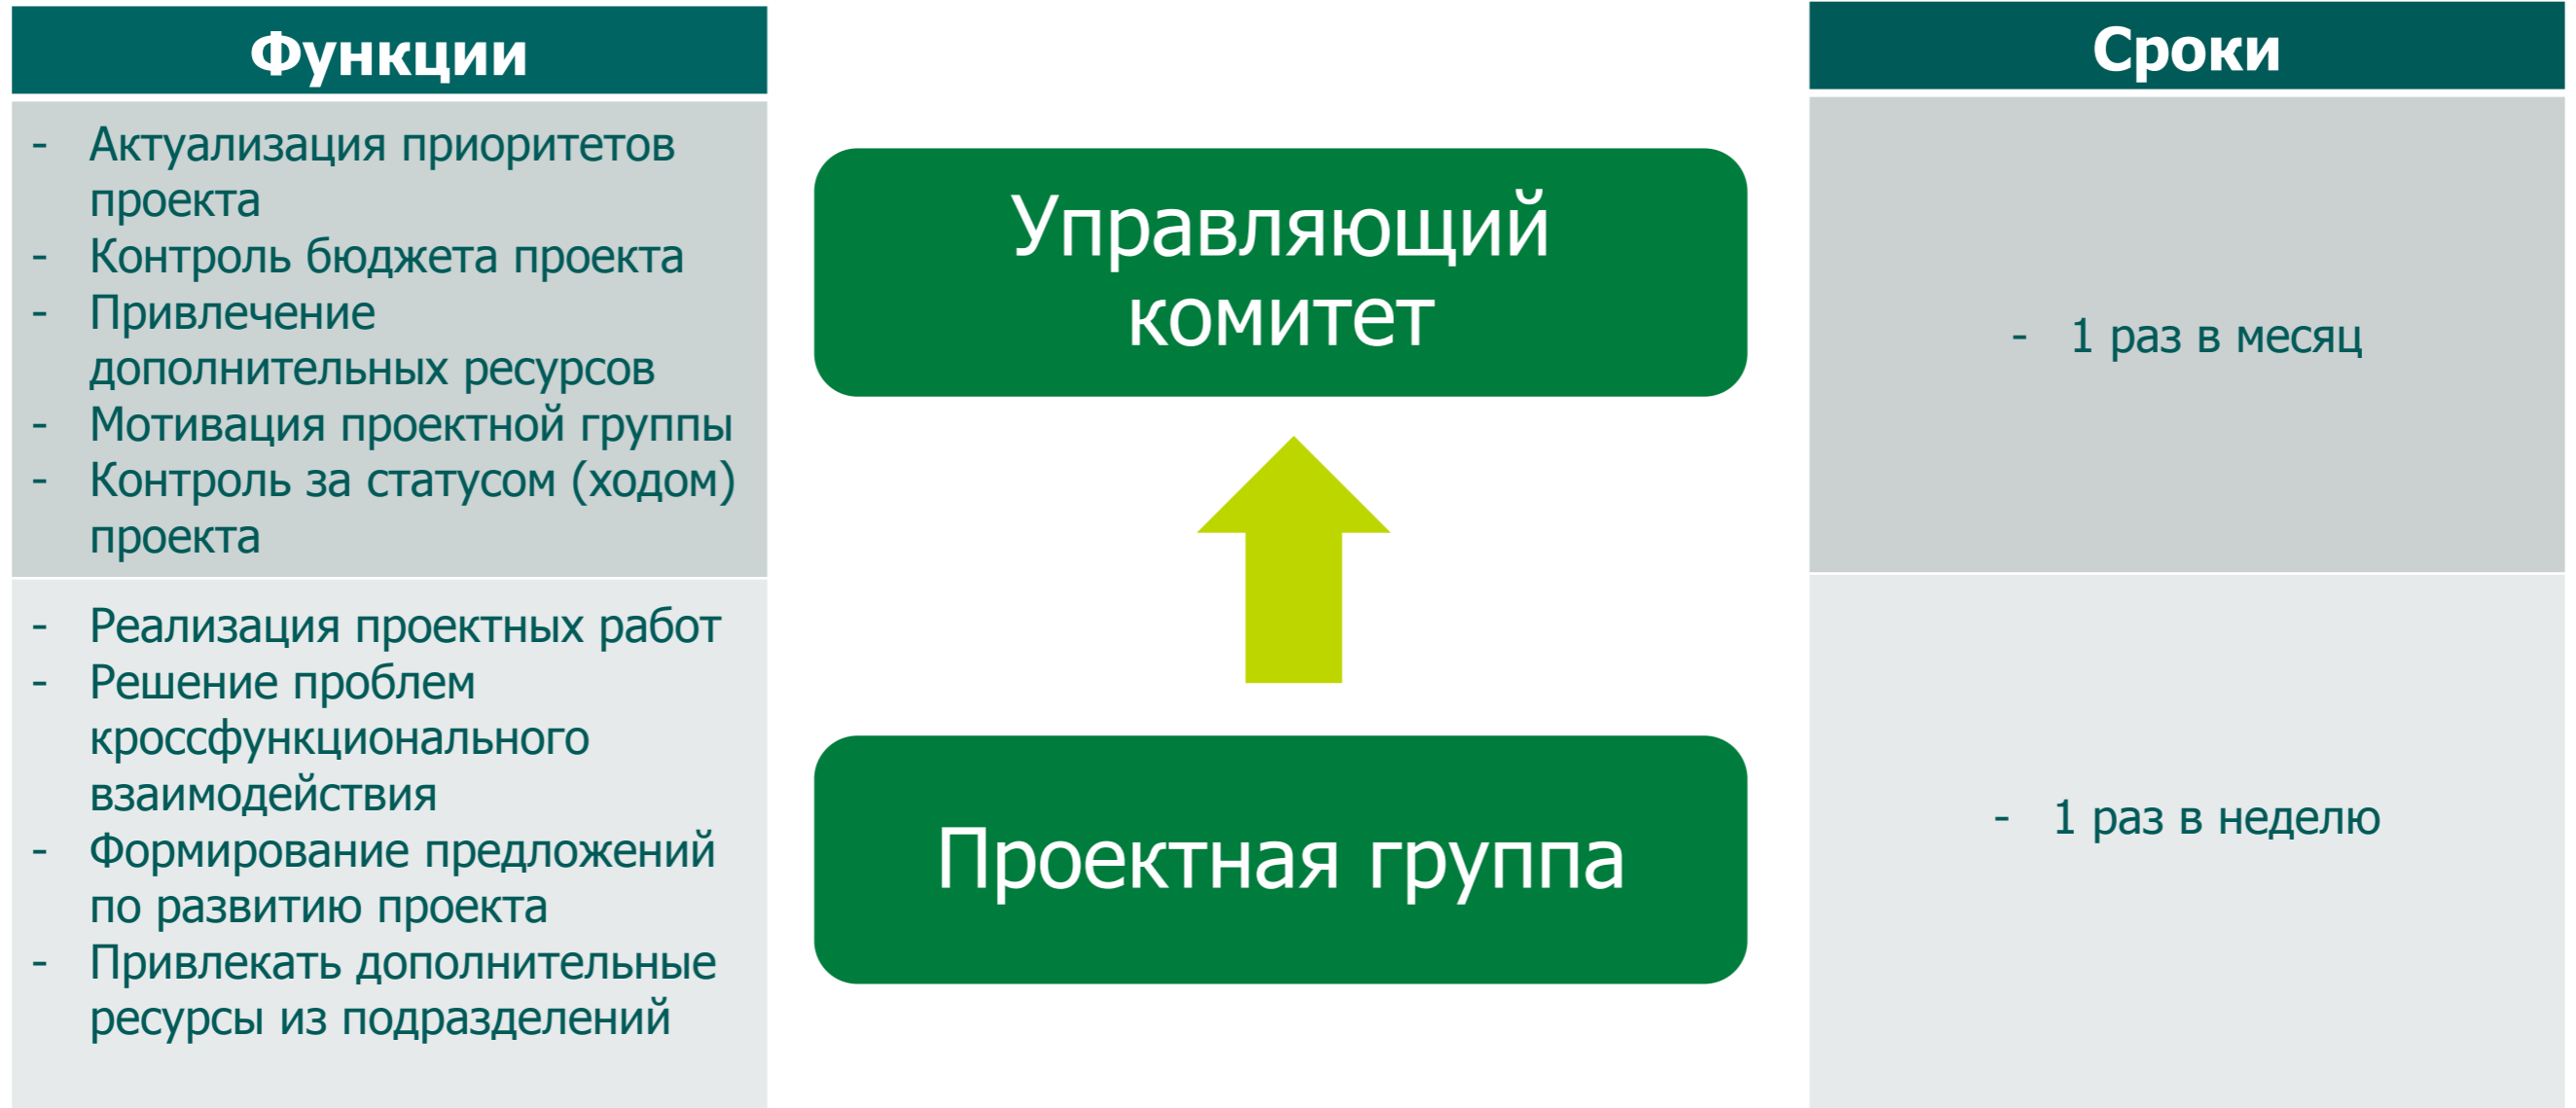 Функции
- Актуализация приоритетов
проекта
- Контроль бюджета проекта
- Привлечение
дополнительных ресурсов
- Мотивация проектной группы
- Контроль за статусом (ходом)
проекта
- Реализация проектных работ
- Решение проблем
кроссфункционального
взаимодействия
- Формирование предложений
по развитию проекта
- Привлекать дополнительные
ресурсы из подразделений
Управляющий
комитет
Проектная группа
Сроки
- 1 раз в месяц
- 1 раз в неделю